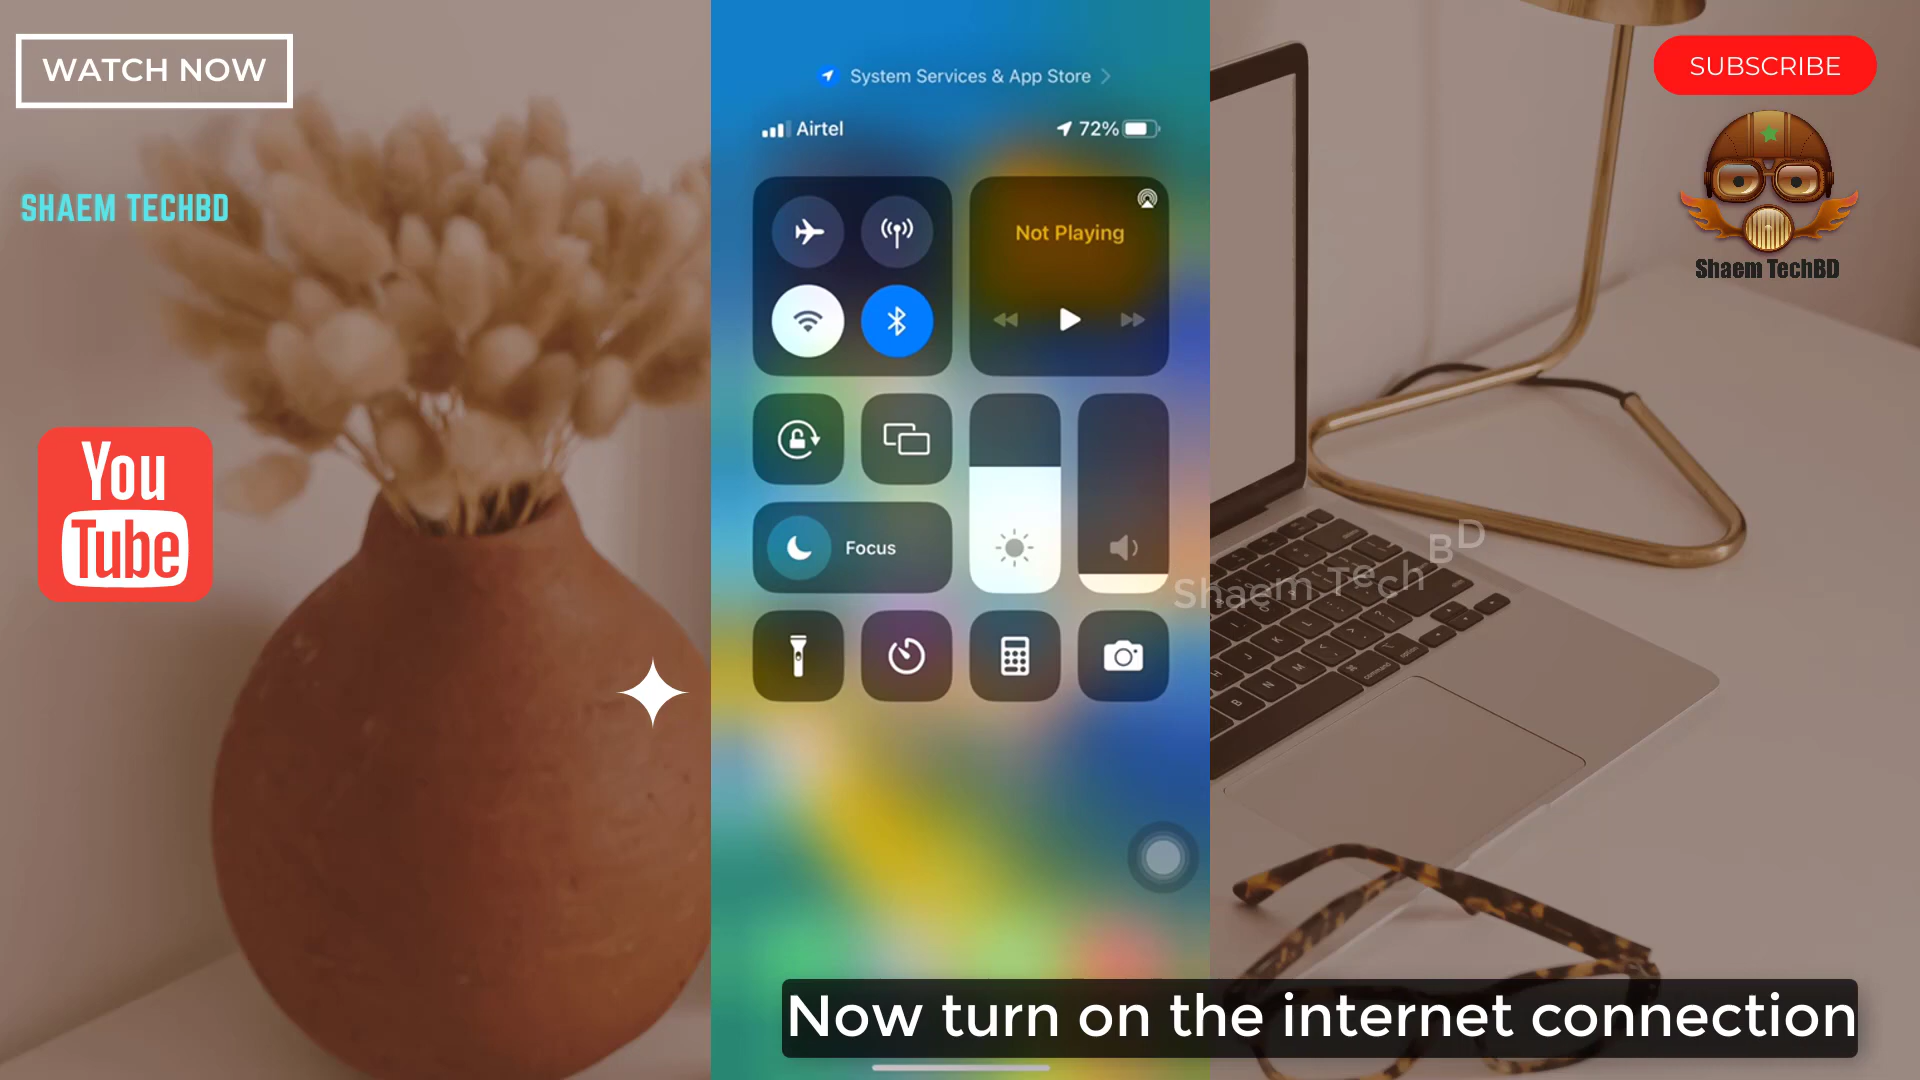 WATCH NOW
SUBSCRIBE
System Services & App Store
Airtel
72%
SHAEM TECHBD
Not Playing
Shaem TechBD
You
Tube
Focus
Shaem Tech BD
Now turn on the internet connection